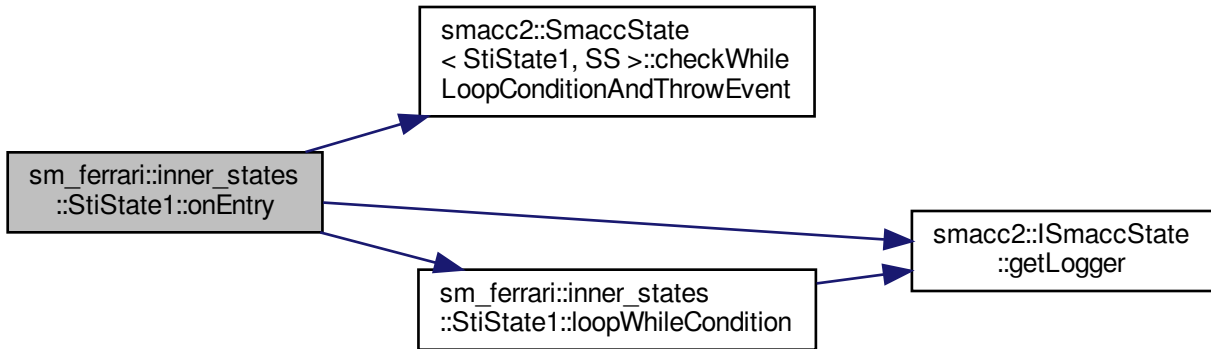 smacc2::SmaccState
< StiState1, SS >::checkWhile
LoopConditionAndThrowEvent
sm_ferrari::inner_states
::StiState1::onEntry
smacc2::ISmaccState
::getLogger
sm_ferrari::inner_states
::StiState1::loopWhileCondition